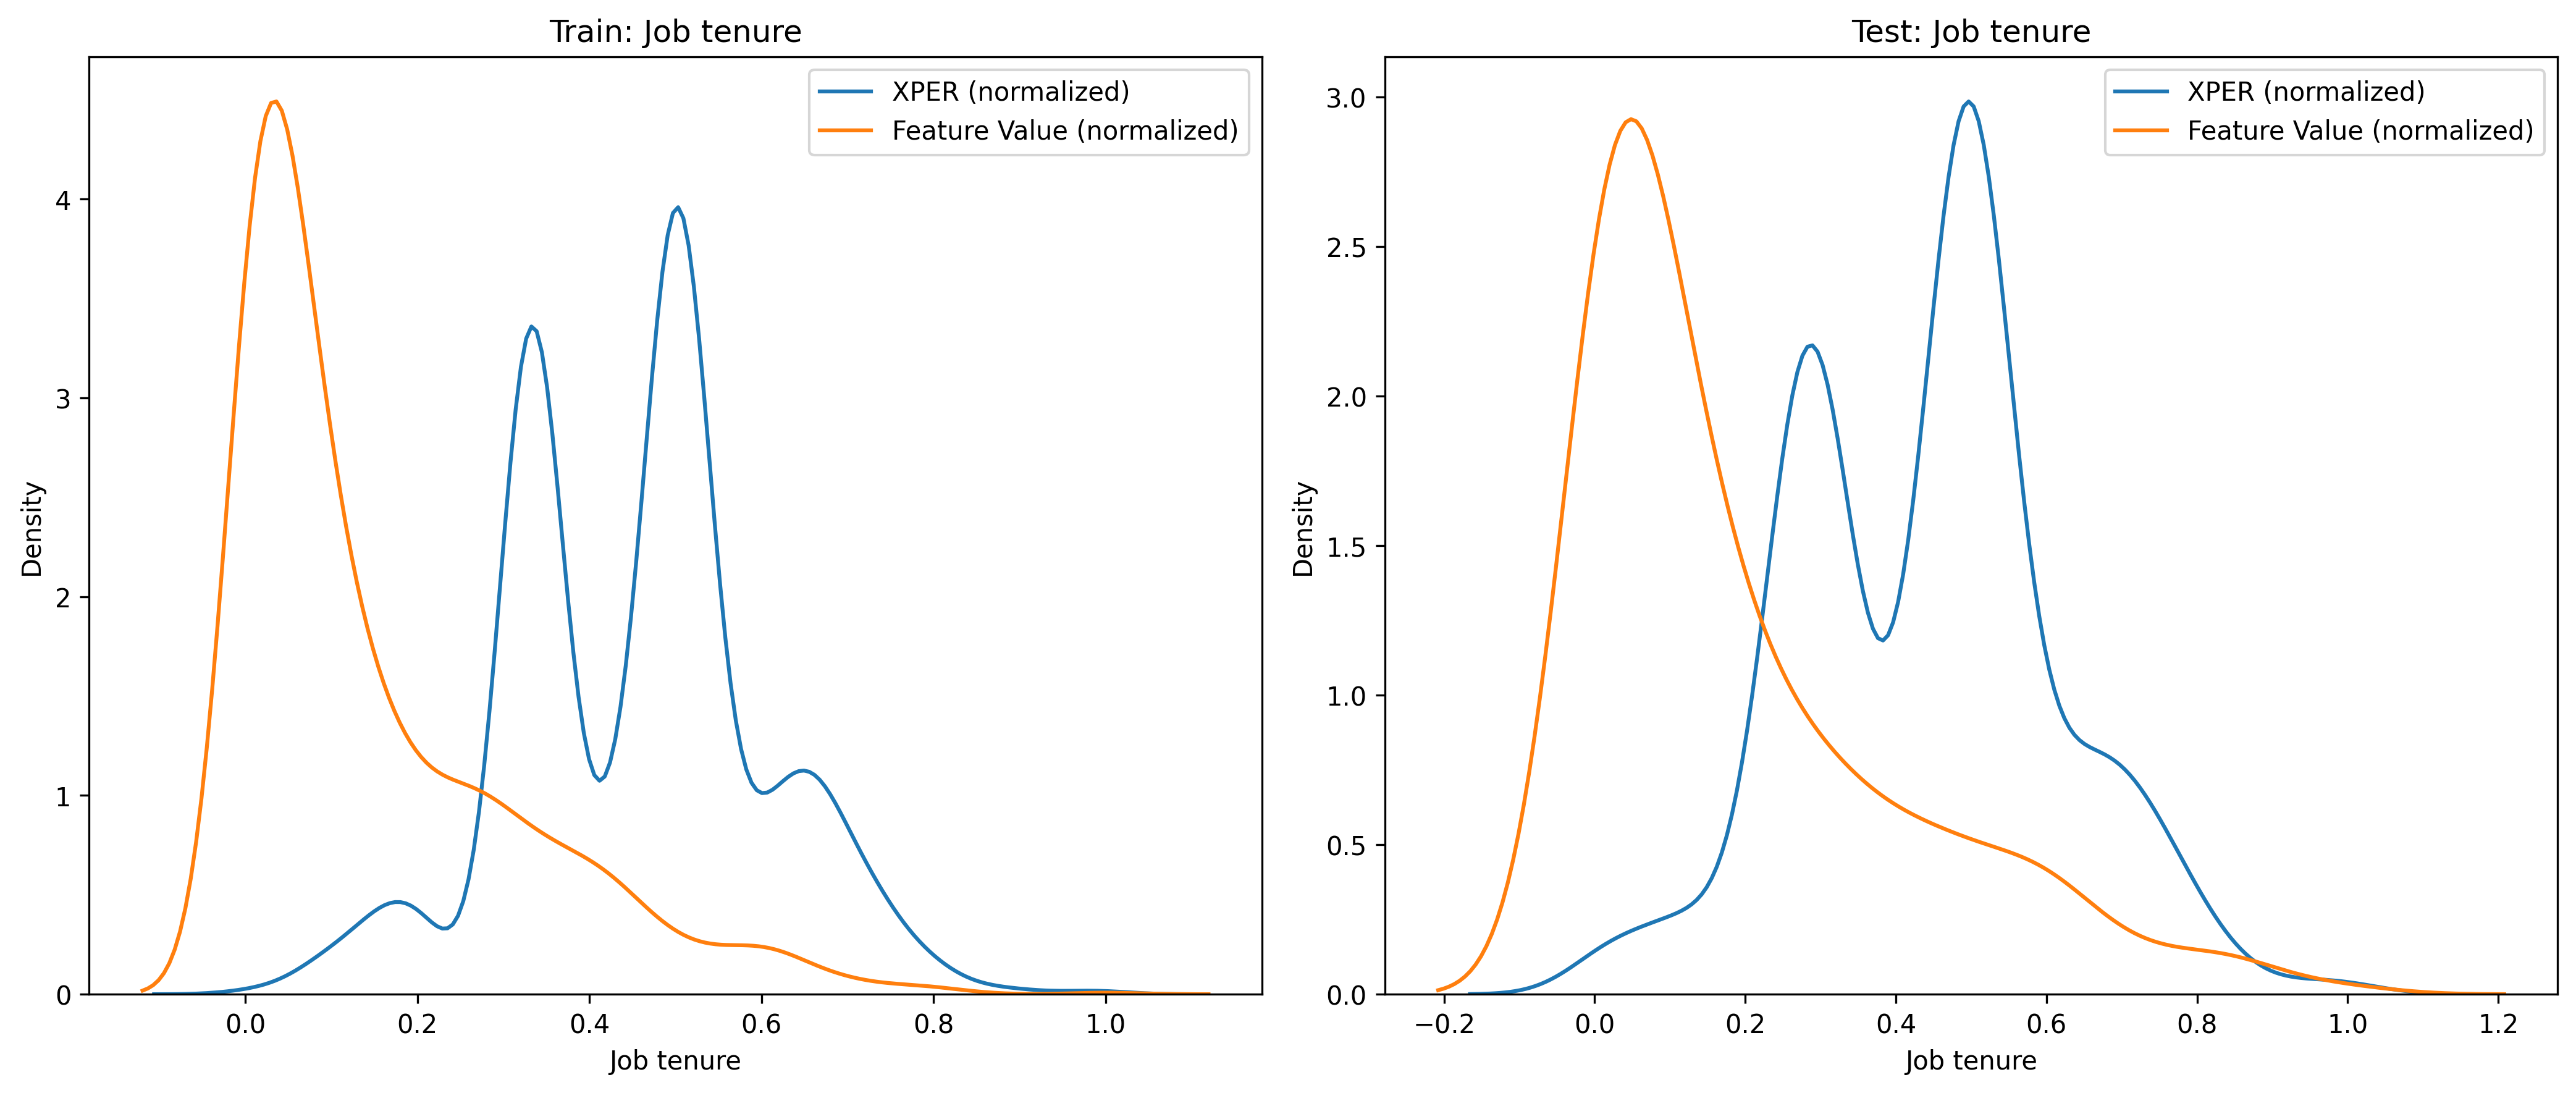 Train: Job tenure
XPER (normalized)
Feature Value (normalized)
Density
4
3
2
1
0
0.0 0.2 0.4 0.6 0.8 1.0
Job tenure
Test: Job tenure
XPER (normalized)
Feature Value (normalized)
Density
3.0
2.5
2.0
1.5
1.0
0.5
0.0
−0.2 0.0 0.2 0.4 0.6 0.8 1.0 1.2
Job tenure